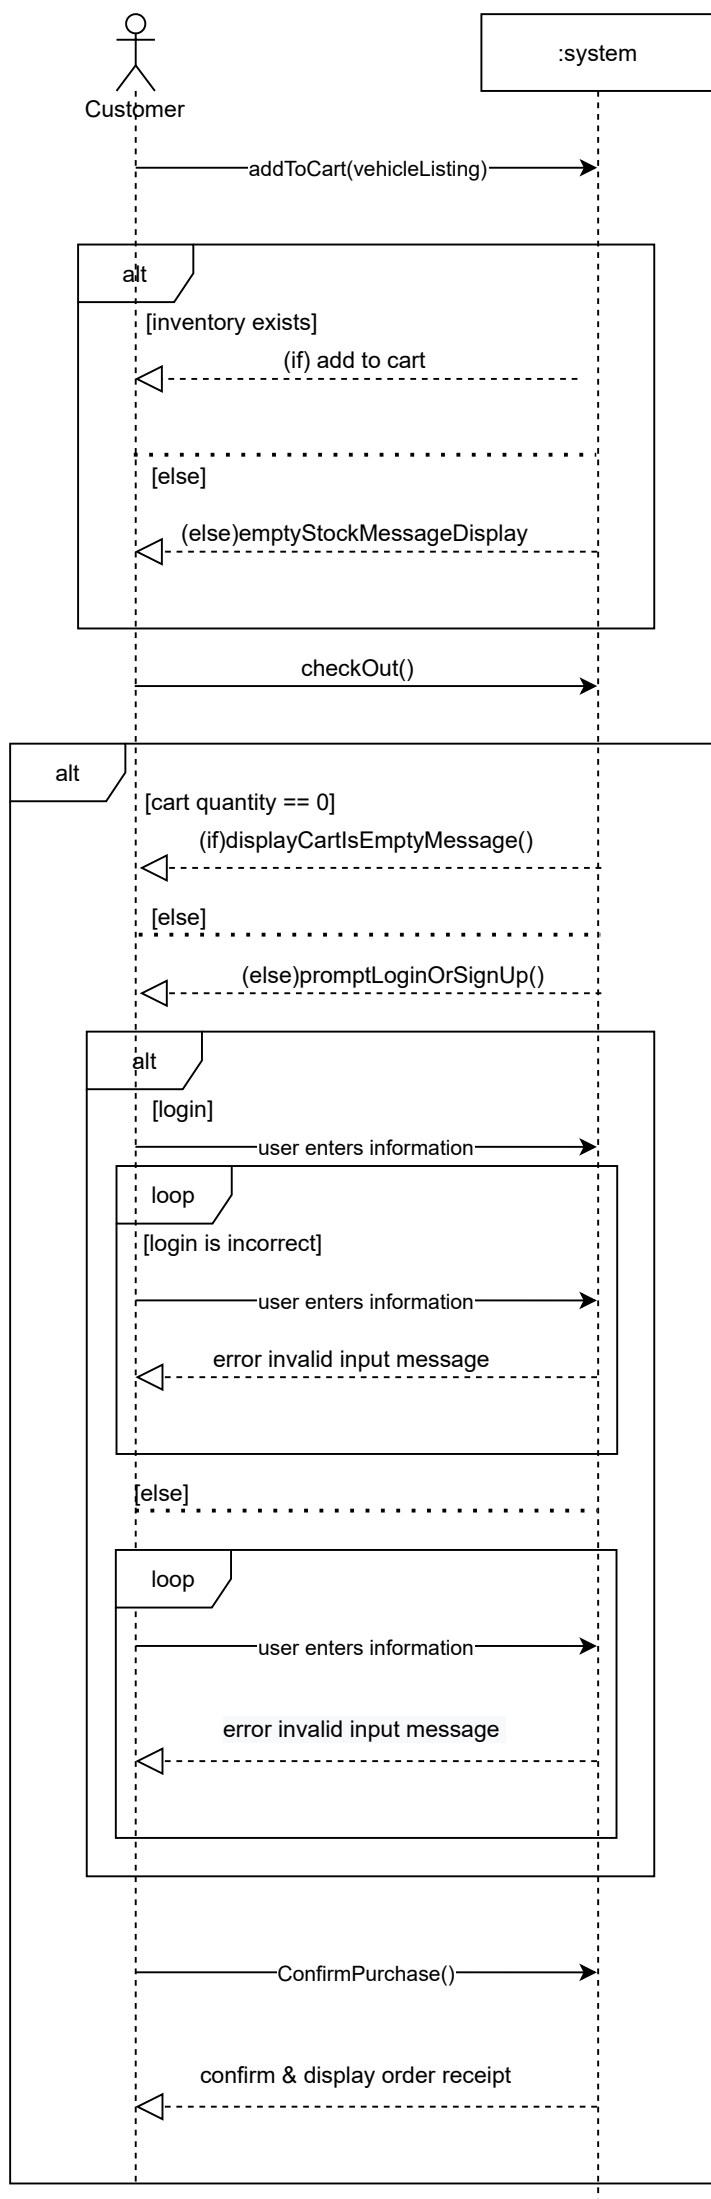 :system
Customer
addToCart(vehicleListing)
alt
[inventory exists]
(if) add to cart
[else]
(else)emptyStockMessageDisplay
checkOut()
alt
[cart quantity == 0]
(if)displayCartIsEmptyMessage()
[else]
(else)promptLoginOrSignUp()
alt
[login]
user enters information
loop
[login is incorrect]
user enters information
error invalid input message
[else]
loop
user enters information
error invalid input message
ConfirmPurchase()
confirm & display order receipt